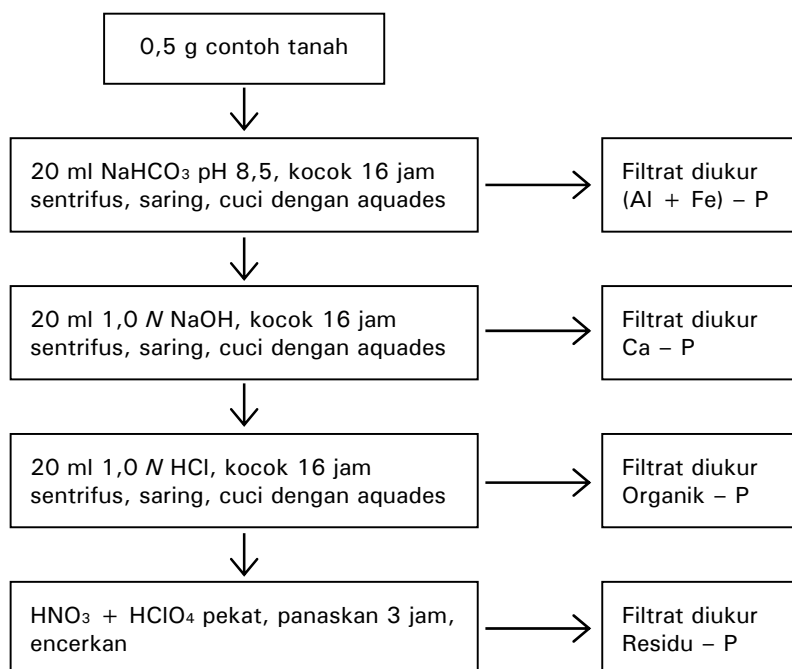 0,5 g contoh tanah
20 ml NaHCO₃ pH 8,5, kocok 16 jam
sentrifus, saring, cuci dengan aquades
Filtrat diukur
(Al + Fe) – P
20 ml 1,0 N NaOH, kocok 16 jam
sentrifus, saring, cuci dengan aquades
Filtrat diukur
Ca – P
20 ml 1,0 N HCl, kocok 16 jam
sentrifus, saring, cuci dengan aquades
Filtrat diukur
Organik – P
HNO₃ + HClO₄ pekat, panaskan 3 jam,
encerkan
Filtrat diukur
Residu – P